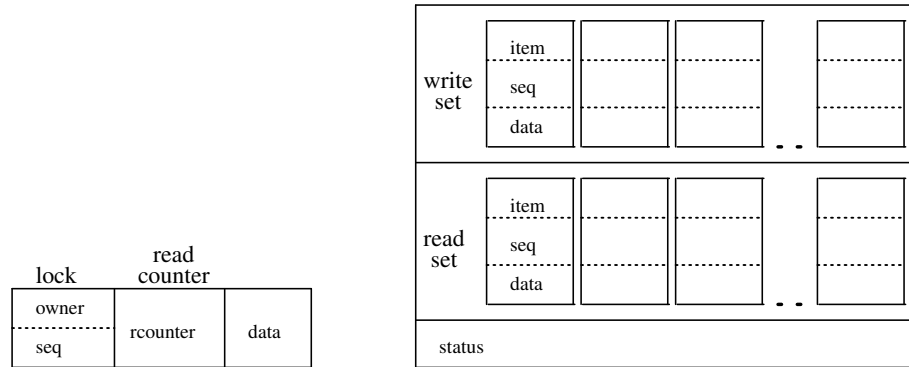 lock
read
counter
owner
seq
rcounter
data
write
set
item
seq
data
read
set
item
seq
data
status